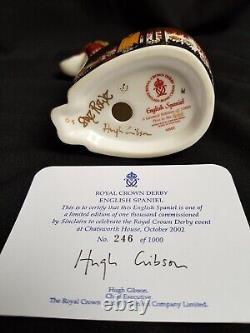 English Spaniel
Hugh Gibson
ROYAL CROWN DERBY
ENGLISH SPANIEL
This is to certify that this English Spaniel is one of a
limited edition of one thousand commissioned
by Sinclairs to celebrate the Royal Crown Derby event
at Chatsworth House, October 2002
No. 246 of 1000
Hugh Gibson
Hugh Gibson
Chief Executive
The Royal Crown Company Limited.